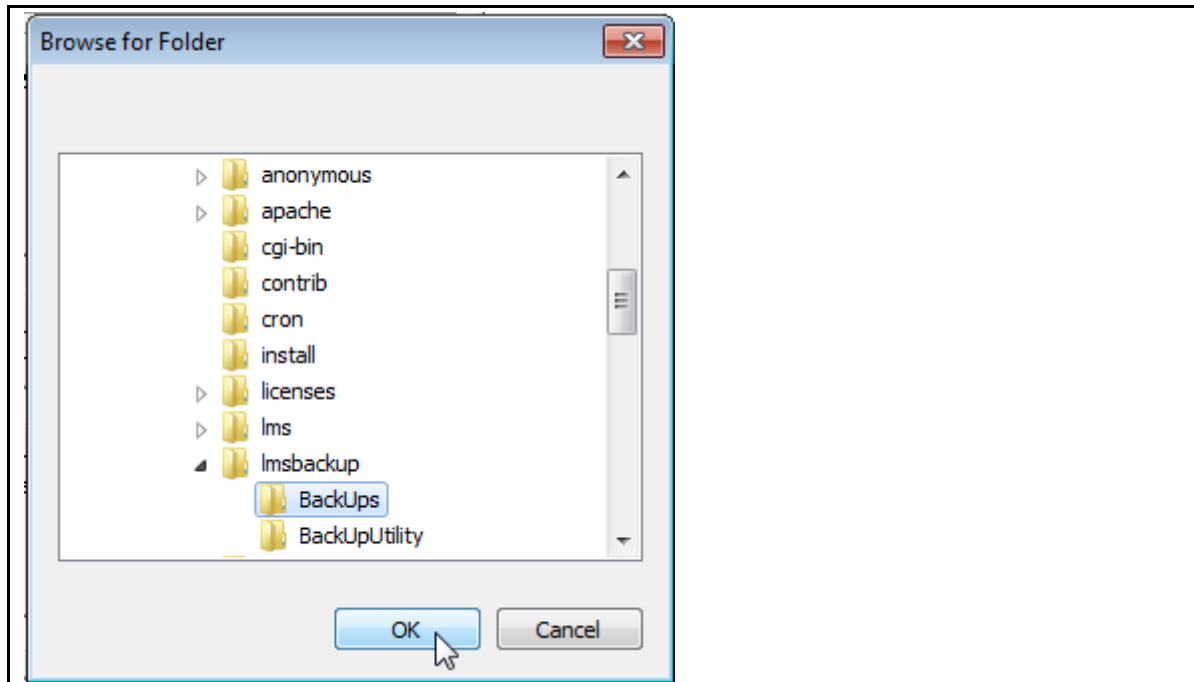 Browse for Folder
anonymous
apache
cgi-bin
contrib
cron
install
licenses
lms
lmsbackup
BackUps
BackUpUtility
OK Cancel